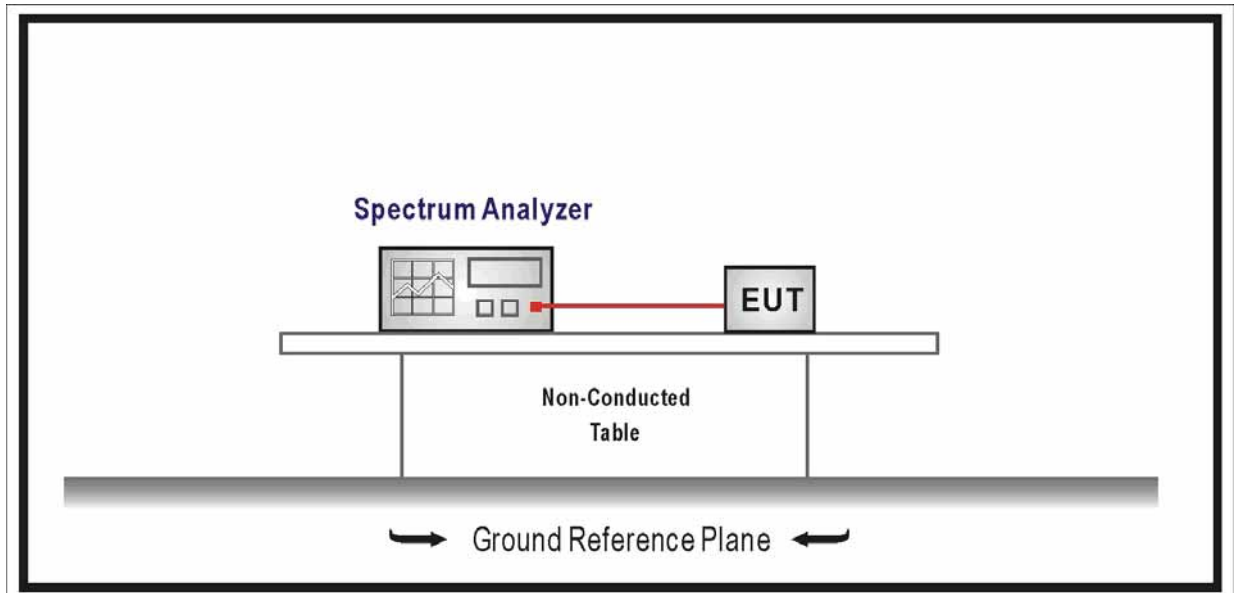 Spectrum Analyzer
EUT
Non-Conducted
Table
Ground Reference Plane